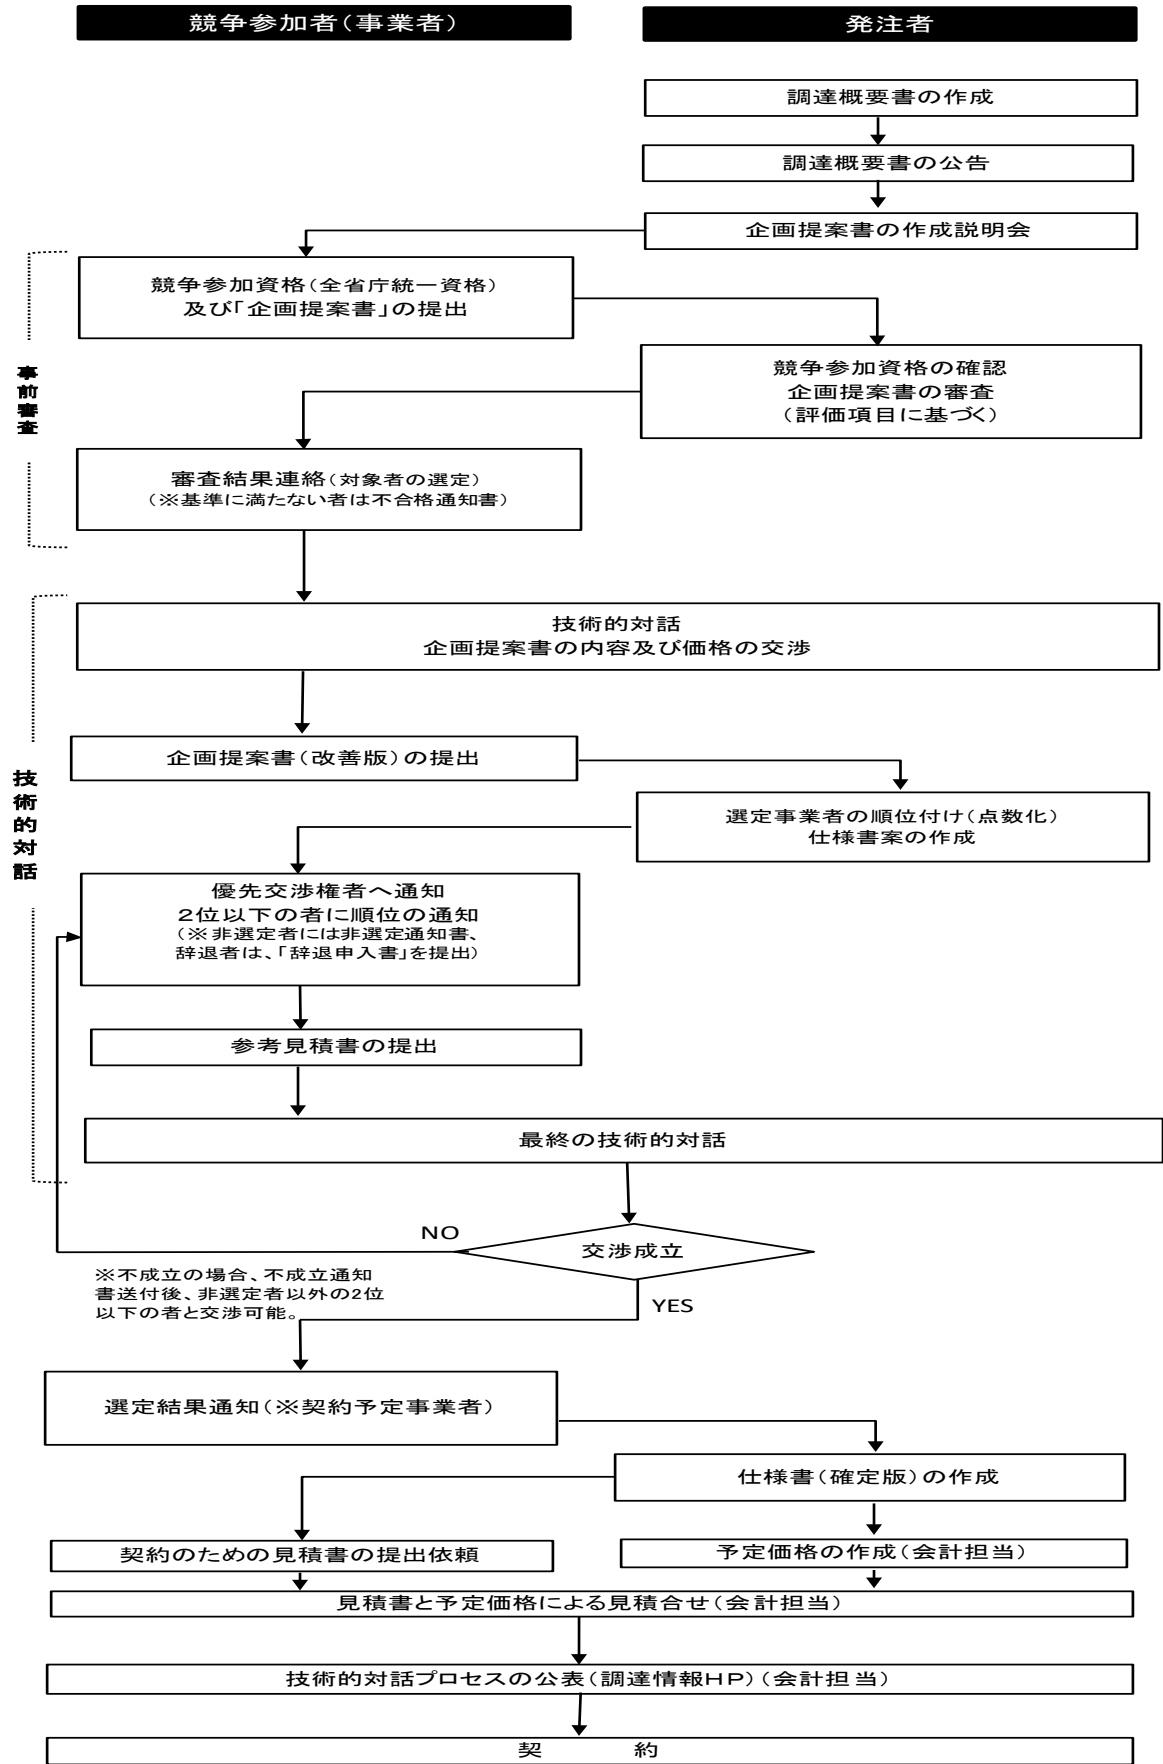 競争参加者(事業者)
発注者
調達概要書の作成
調達概要書の公告
企画提案書の作成説明会
競争参加資格(全省庁統一資格)
及び「企画提案書」の提出
事前審査
競争参加資格の確認
企画提案書の審査
(評価項目に基づく)
審査結果連絡(対象者の選定)
(※基準に満たない者は不合格通知書)
技術的対話
企画提案書の内容及び価格の交渉
企画提案書(改善版)の提出
技術的対話
選定事業者の順位付け(点数化)
仕様書案の作成
優先交渉権者へ通知
2位以下の者に順位の通知
(※非選定者には非選定通知書、
辞退者は、「辞退申入書」を提出)
参考見積書の提出
最終の技術的対話
NO
交渉成立
※不成立の場合、不成立通知
書送付後、非選定者以外の2位
以下の者と交渉可能。
YES
選定結果通知(※契約予定事業者)
仕様書(確定版)の作成
契約のための見積書の提出依頼
予定価格の作成(会計担当)
見積書と予定価格による見積合せ(会計担当)
技術的対話プロセスの公表(調達情報HP)(会計担当)
契 約